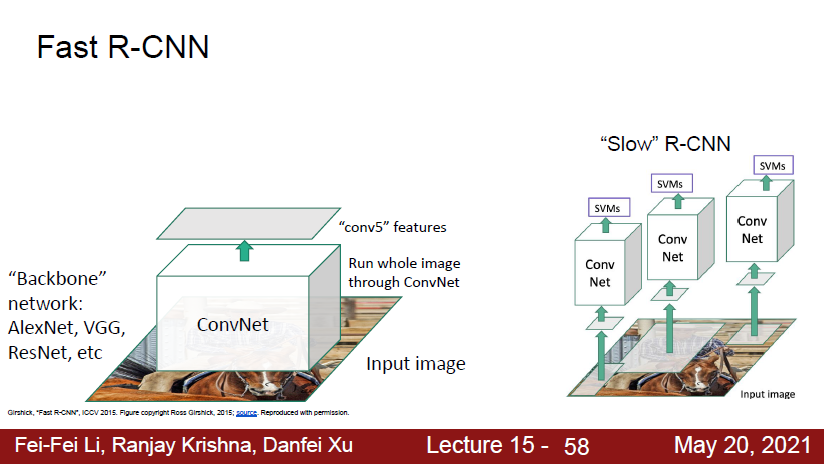 Fast R-CNN
“Slow” R-CNN
SVMs
SVMs
SVMs
Conv
Net
Conv
Net
Conv
Net
Input image
“conv5” features
Run whole image
through ConvNet
“Backbone”
network:
AlexNet, VGG,
ResNet, etc
ConvNet
Input image
Girshick, “Fast R-CNN”, ICCV 2015. Figure copyright Ross Girshick, 2015; source. Reproduced with permission.
Fei-Fei Li, Ranjay Krishna, Danfei Xu
Lecture 15 - 58
May 20, 2021